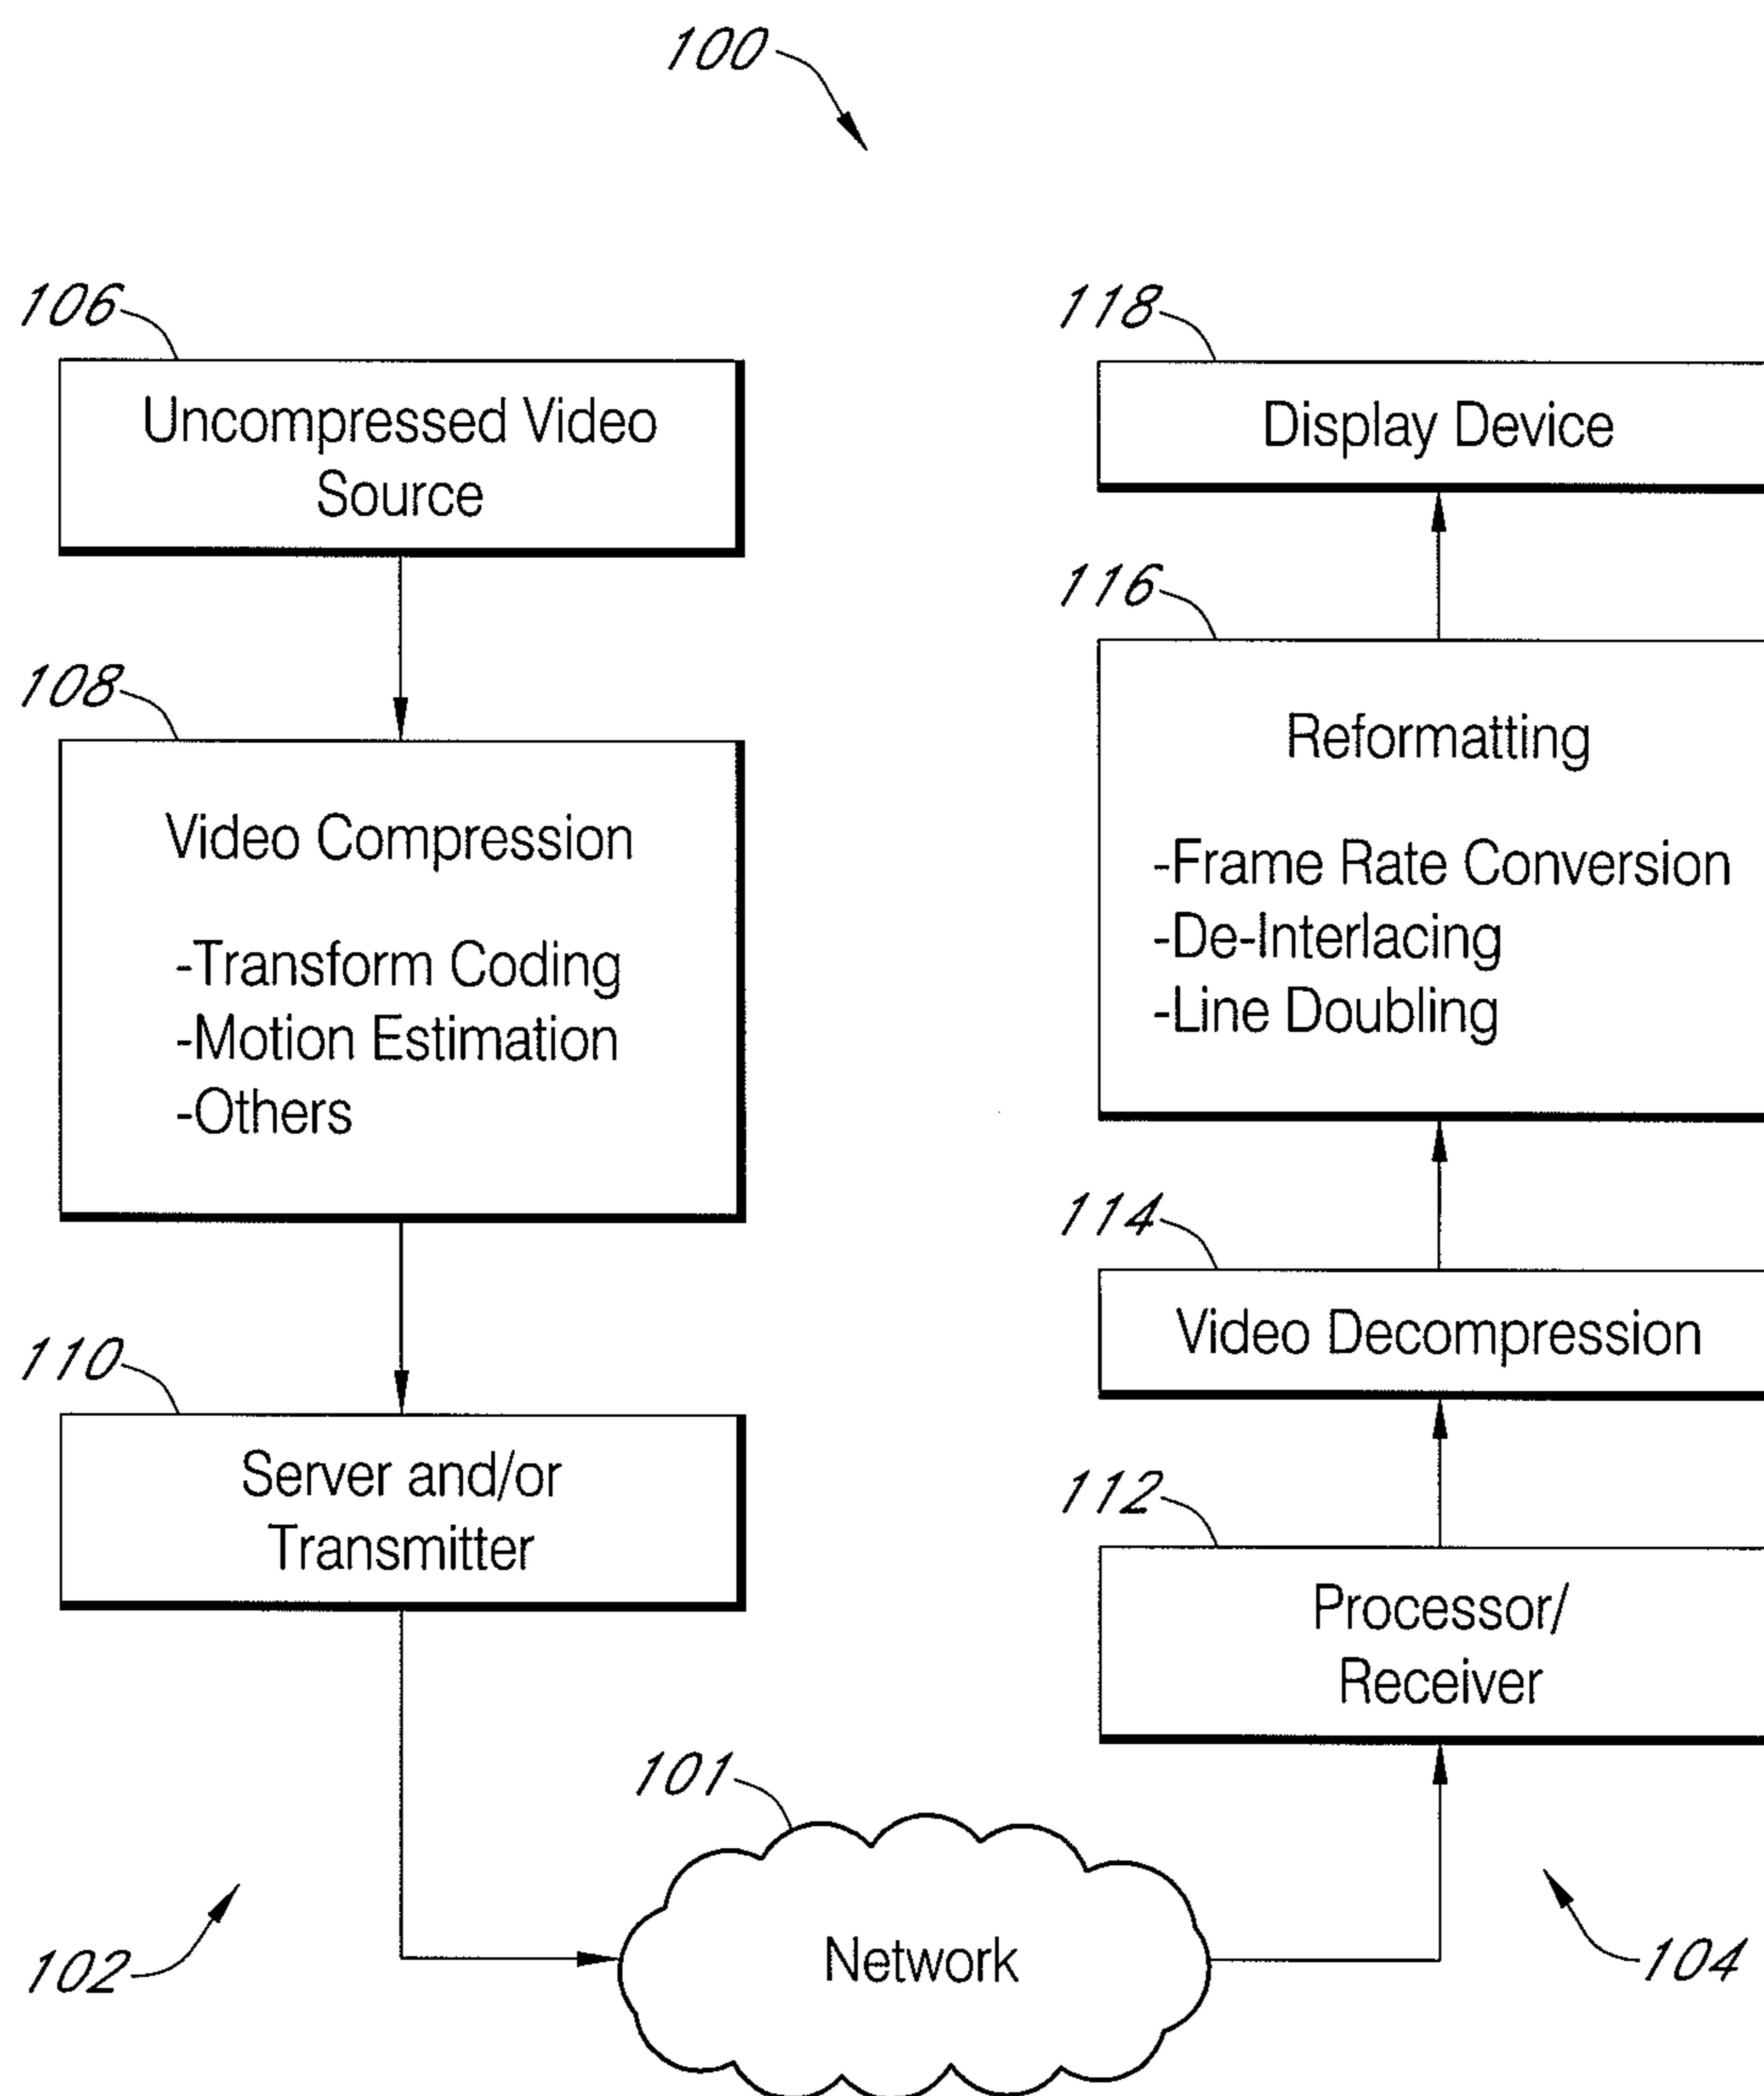 100
106
Uncompressed Video
Source
108
Video Compression
-Transform Coding
-Motion Estimation
-Others
110
Server and/or
Transmitter
102
101
Network
118
Display Device
116
Reformatting
-Frame Rate Conversion
-De-Interlacing
-Line Doubling
114
Video Decompression
112
Processor/
Receiver
104